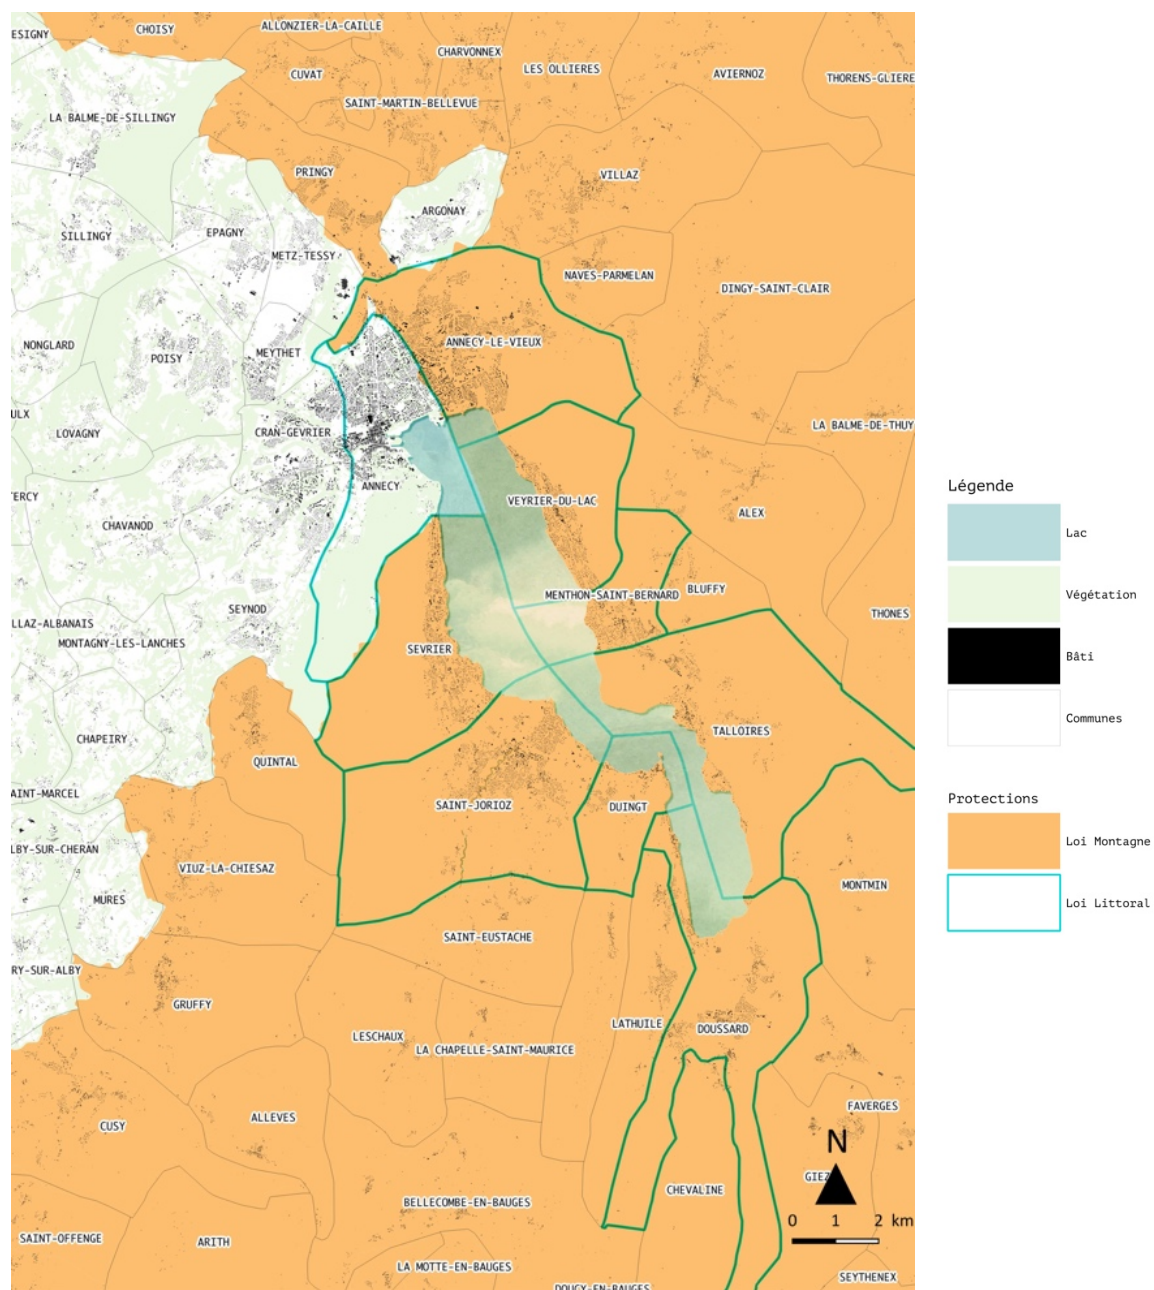 ESIGNY
CHOISY
ALLONZIER-LA-CAILLE
CHARVONNEX
CUVAT
LES OLLIERES
AVIERNOZ
THORENS-GLIERE
SAINT-MARTIN-BELLEVUE
LA BALME-DE-SILLINGY
PRINGY
VILLAZ
ARGONAY
SILLINGY
EPAGNY
METZ-TESSY
NAVES-PARMELAN
DINGY-SAINT-CLAIR
NONGLARD
POISY
MEYTHET
ANNECY-LE-VIEUX
ULX
LOVAGNY
CRAN-GEVRIER
LA BALME-DE-THUY
ERCY
ANNECY
VEYRIER-DU-LAC
ALEX
CHAVANOD
MENTHON-SAINT-BERNARD
BLUFFY
SEYNOD
THONES
LLAZ-ALBANAIS
MONTAGNY-LES-LANCHES
SEVRIER
CHAPEIRY
TALLOIRES
QUINTAL
AINT-MARCEL
SAINT-JORIOZ
DUINGT
LBY-SUR-CHERAN
VIUZ-LA-CHIESAZ
MONTMIN
MURES
SAINT-EUSTACHE
RY-SUR-ALBY
GRUFFY
LESCHAUX
LATHUILE
DOUSSARD
LA CHAPELLE-SAINT-MAURICE
FAVERGES
CUSY
ALLEVES
GIEZ
CHEVALINE
BELLECOMBE-EN-BAUGES
SAINT-OFFENGE
ARITH
LA MOTTE-EN-BAUGES
SEYTHENEX
DOUCY-EN-BAUGES
N
0 1 2 km
Légende
Lac
Végétation
Bâti
Communes
Protections
Loi Montagne
Loi Littoral